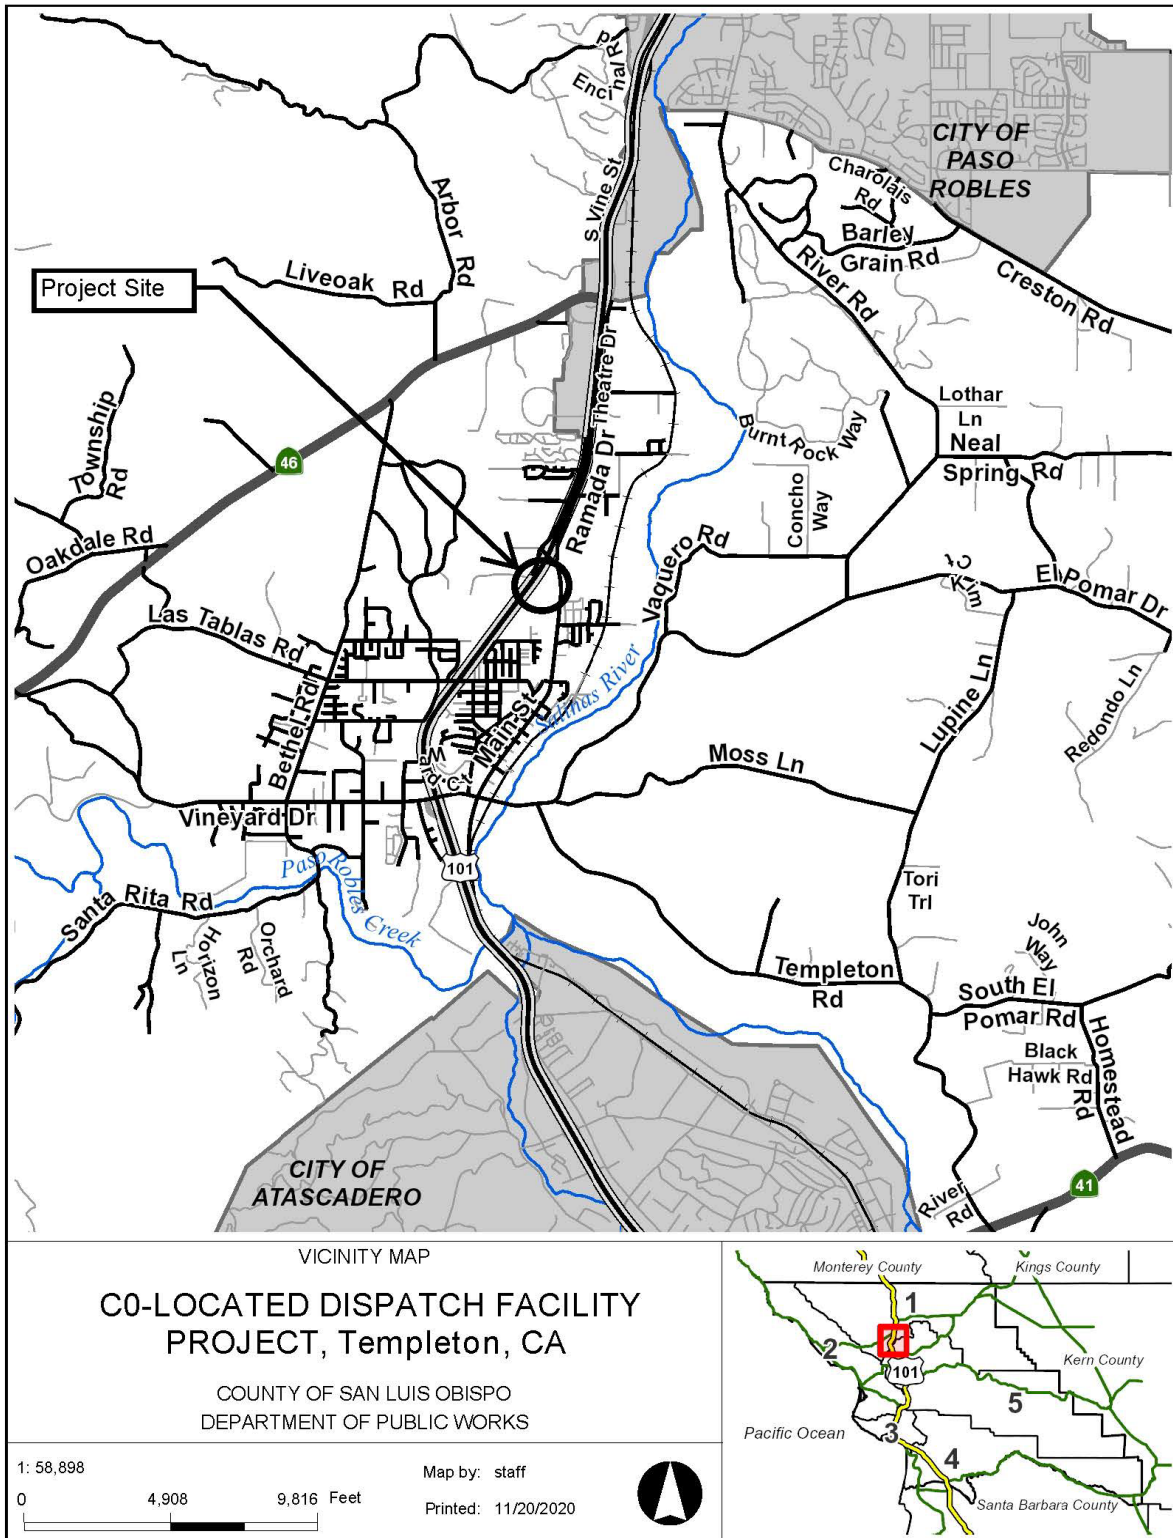 Encinal Rd
CITY OF
PASO
ROBLES
S Vine St
Charolais
Rd
Barley
Grain Rd
Arbor Rd
Creston Rd
River Rd
Liveoak Rd
Project Site
Theatre Dr
Ramada Dr
Lothar
Ln
Neal
Spring Rd
Burnt Rock Way
Concho
Way
Township
Rd
46
Oakdale Rd
Vaquero Rd
Kim Ct
El Pomar Dr
Las Tablas Rd
Bethel Rd
Salinas River
Main St
Lupine Ln
Redondo Ln
Moss Ln
W
3rd Ct
Vineyard Dr
101
Paso Robles
Creek
Santa Rita Rd
Horizon
Ln
Orchard
Rd
Tori
Trl
John
Way
Templeton
Rd
South El
Pomar Rd
Black
Hawk Rd
Homestead
Rd
River
Rd
41
CITY OF
ATASCADERO
VICINITY MAP
C0-LOCATED DISPATCH FACILITY
PROJECT, Templeton, CA
COUNTY OF SAN LUIS OBISPO
DEPARTMENT OF PUBLIC WORKS
1: 58,898
0 4,908 9,816 Feet
Map by: staff
Printed: 11/20/2020
N
Monterey County
Kings County
1
2
101
Kern County
5
3
Pacific Ocean
4
Santa Barbara County